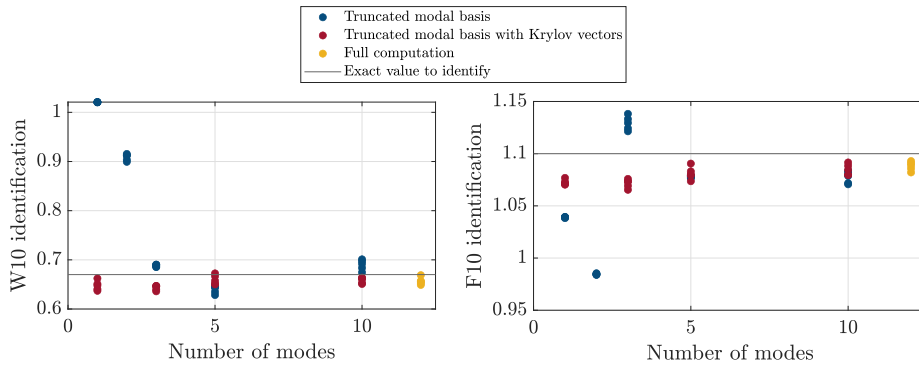 Truncated modal basis
Truncated modal basis with Krylov vectors
Full computation
Exact value to identify
1
0.9
0.8
0.7
0.6
0
5
10
W10 identification
Number of modes
1.15
1.1
1.05
1
0.95
0
5
10
F10 identification
Number of modes